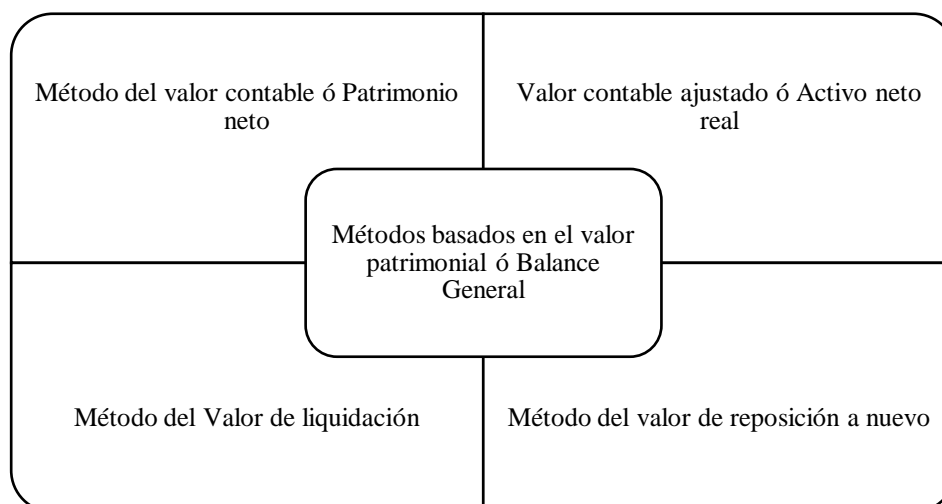 Método del valor contable ó Patrimonio
neto
Valor contable ajustado ó Activo neto
real
Métodos basados en el valor
patrimonial ó Balance
General
Método del Valor de liquidación
Método del valor de reposición a nuevo